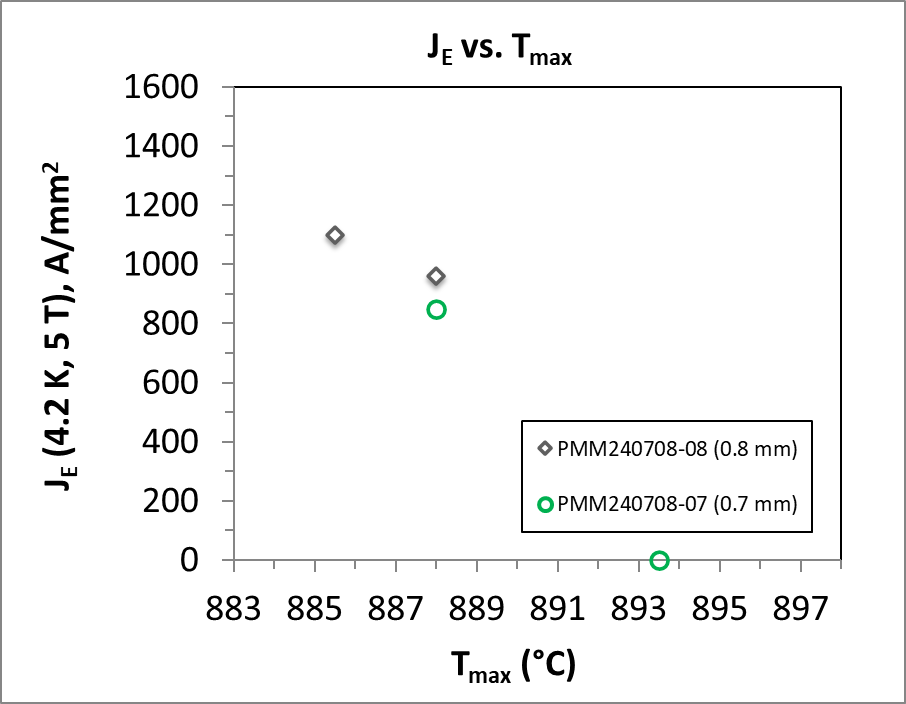 JE vs. Tmax
1600
1400
1200
1000
800
600
400
200
0
JE (4.2 K, 5 T), A/mm²
PMM240708-08 (0.8 mm)
PMM240708-07 (0.7 mm)
883 885 887 889 891 893 895 897
Tmax (°C)